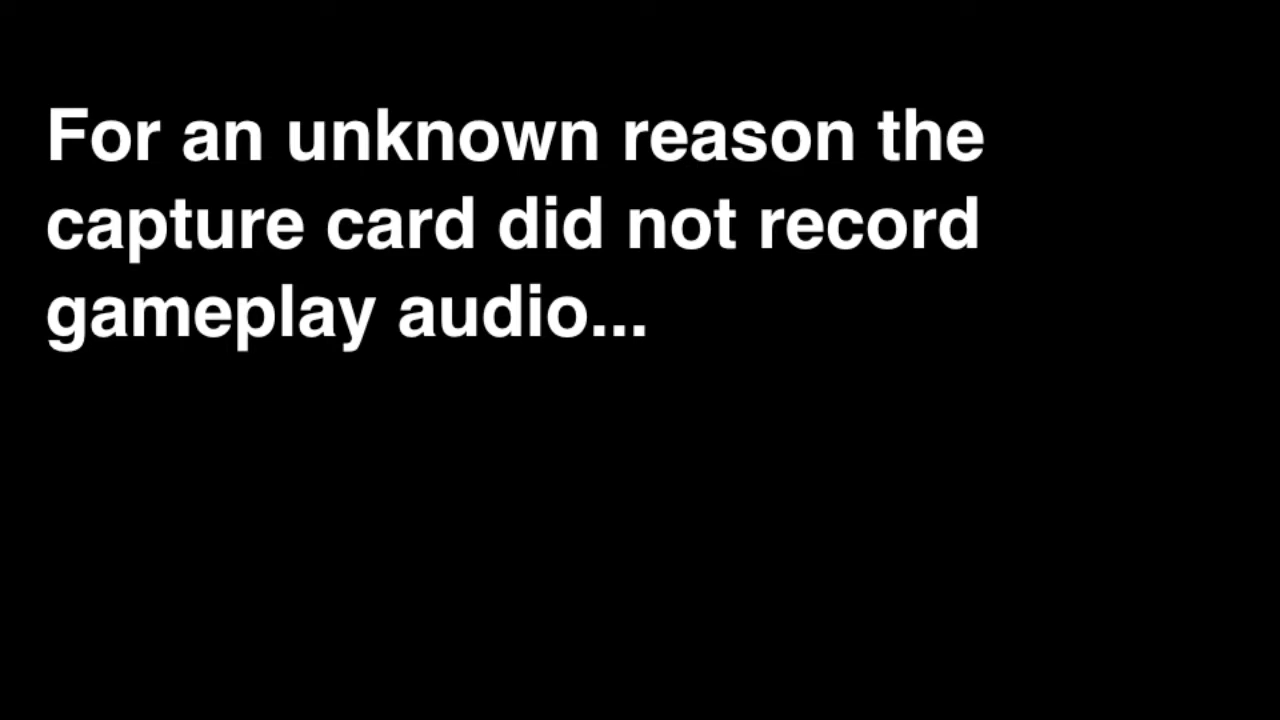 For an unknown reason the
capture card did not record
gameplay audio...